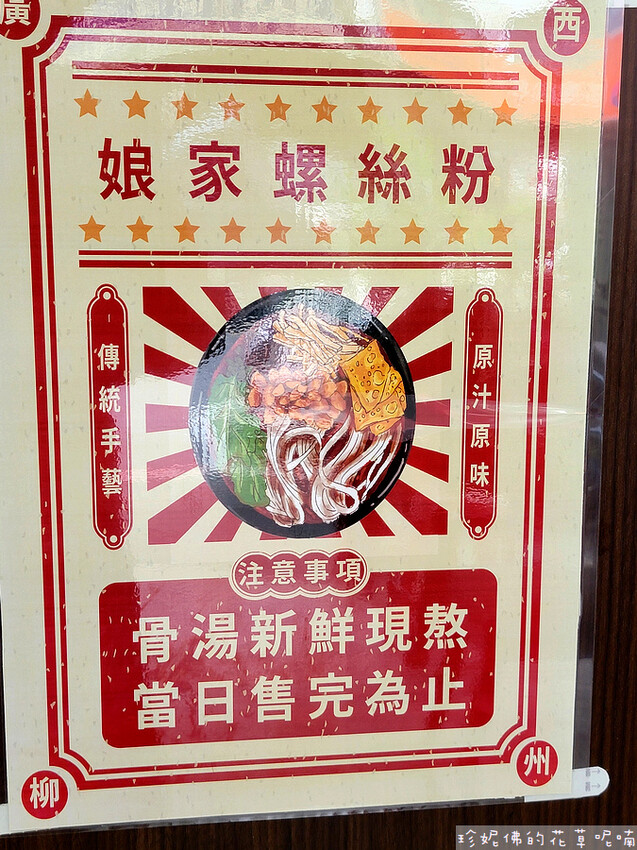 廣
西
娘家螺絲粉
傳統手藝
原汁原味
注意事項
骨湯新鮮現熬
當日售完為止
柳
州
珍妮佛的花草呢喃